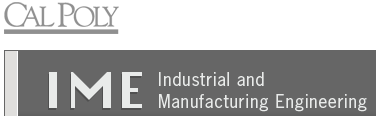 CAL POLY
IME Industrial and
Manufacturing Engineering